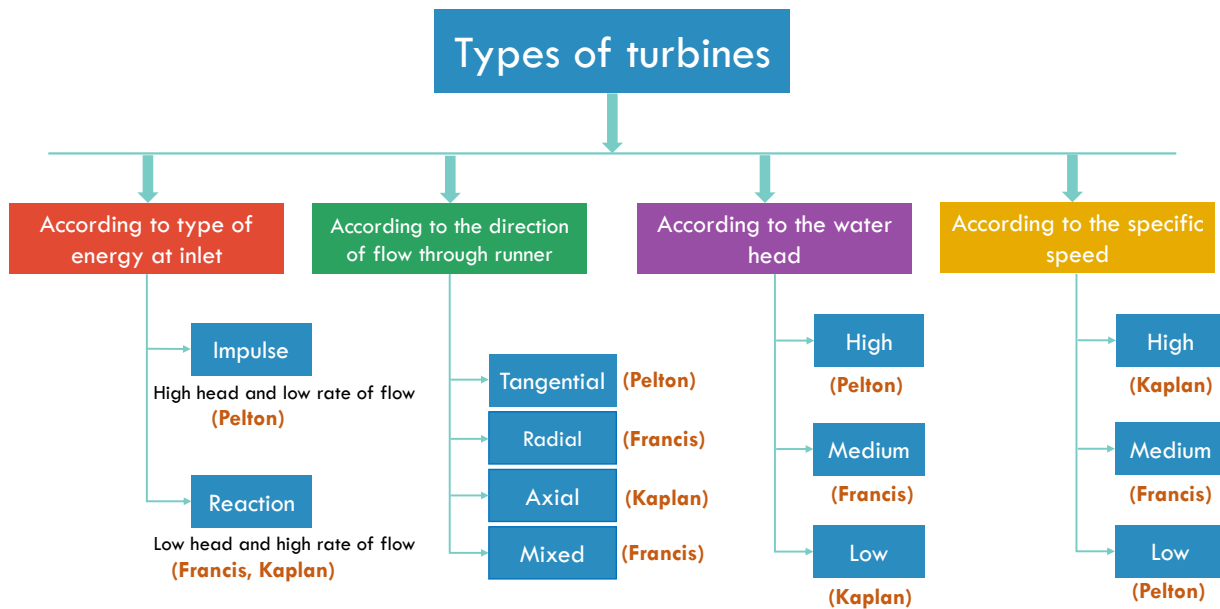 Types of turbines
According to type of
energy at inlet
Impulse
High head and low rate of flow
(Pelton)
Reaction
Low head and high rate of flow
(Francis, Kaplan)
According to the direction
of flow through runner
Tangential
(Pelton)
Radial
(Francis)
Axial
(Kaplan)
Mixed
(Francis)
According to the water
head
High
(Pelton)
Medium
(Francis)
Low
(Kaplan)
According to the specific
speed
High
(Kaplan)
Medium
(Francis)
Low
(Pelton)